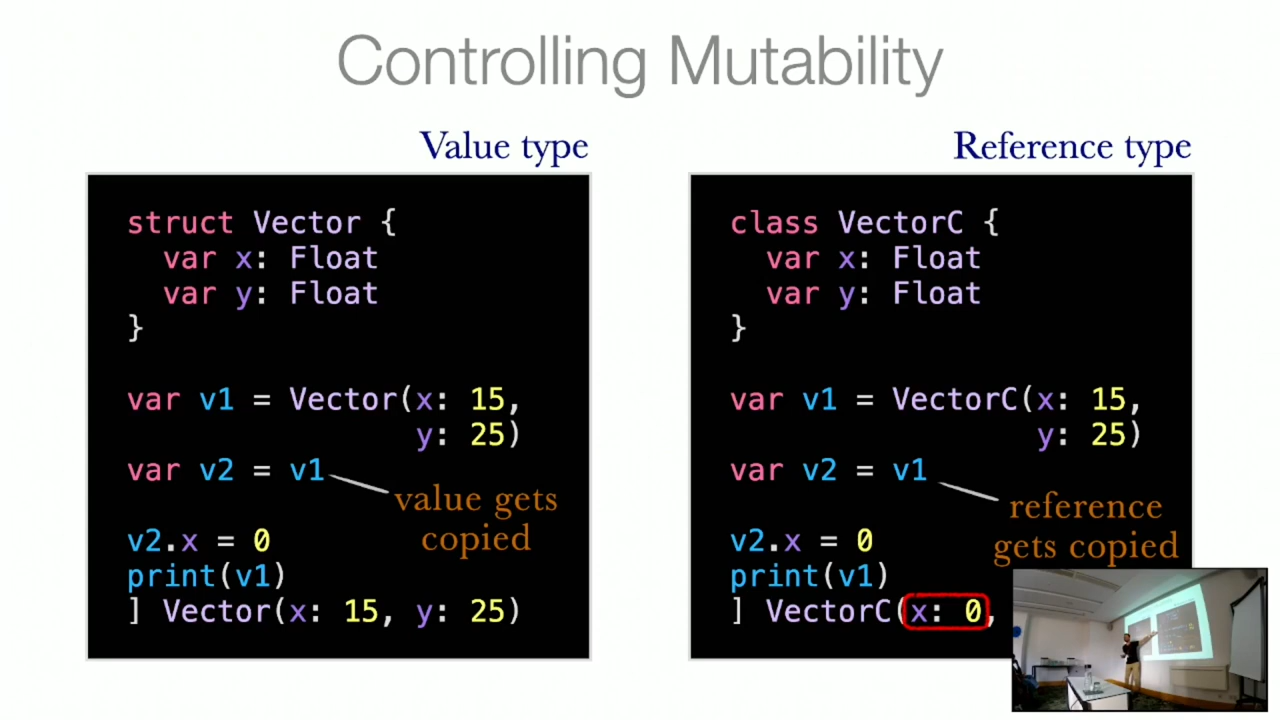 Controlling Mutability
Value type
struct Vector {
var x: Float
var y: Float
}
var v1 = Vector(x: 15,
y: 25)
var v2 = v1
value gets
copied
v2.x = 0
print(v1)
] Vector(x: 15, y: 25)
Reference type
class VectorC {
var x: Float
var y: Float
}
var v1 = VectorC(x: 15,
y: 25)
var v2 = v1
reference
gets copied
v2.x = 0
print(v1)
] VectorC(x: 0,